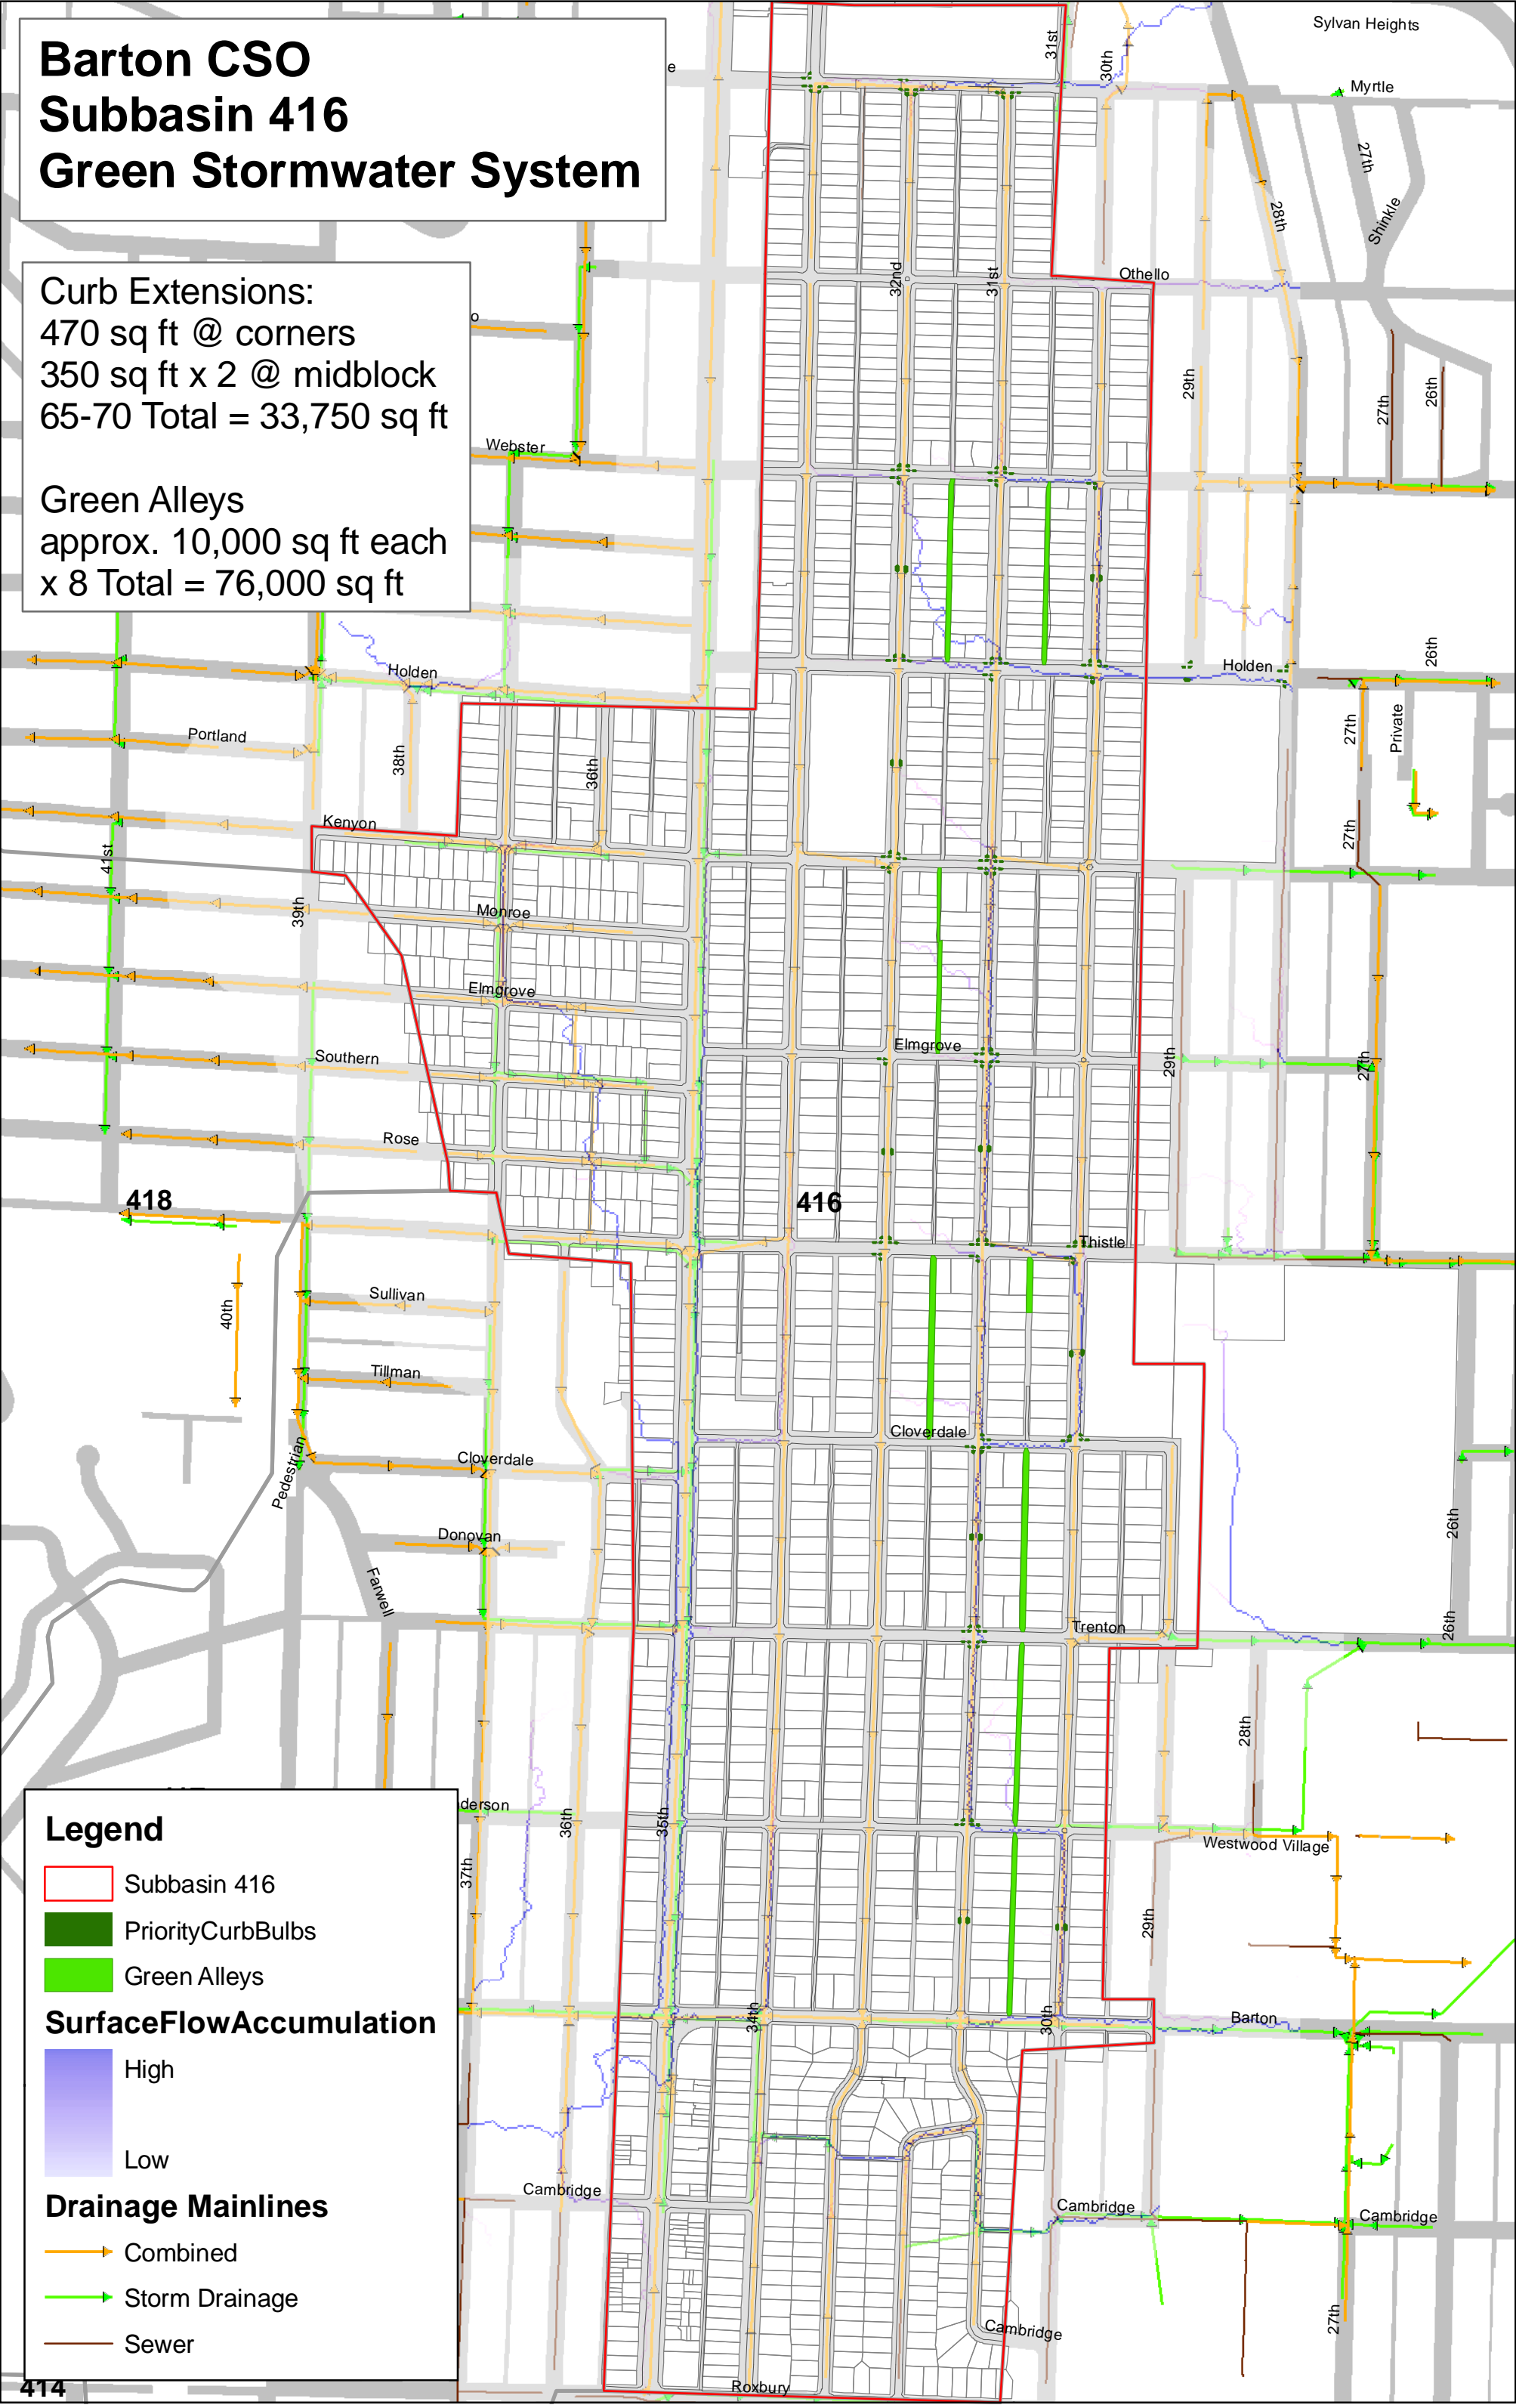 Barton CSO
Subbasin 416
Green Stormwater System
Curb Extensions:
470 sq ft @ corners
350 sq ft x 2 @ midblock
65-70 Total = 33,750 sq ft
Green Alleys
approx. 10,000 sq ft each
x 8 Total = 76,000 sq ft
e
o
31st
30th
Sylvan Heights
Myrtle
27th
28th
Shinkle
32nd
31st
Othello
29th
27th
26th
Webster
Holden
Holden
26th
Portland
38th
36th
27th
Private
Kenyon
41st
27th
39th
Monroe
Elmgrove
Southern
Elmgrove
29th
27th
Rose
418
416
Thistle
40th
Sullivan
Tillman
Cloverdale
Pedestrian
Cloverdale
Donovan
26th
Farwell
Trenton
26th
28th
derson
36th
35th
Westwood Village
37th
29th
34th
30th
Barton
Cambridge
Cambridge
Cambridge
27th
Cambridge
Roxbury
414
Legend
Subbasin 416
PriorityCurbBulbs
Green Alleys
SurfaceFlowAccumulation
High
Low
Drainage Mainlines
Combined
Storm Drainage
Sewer